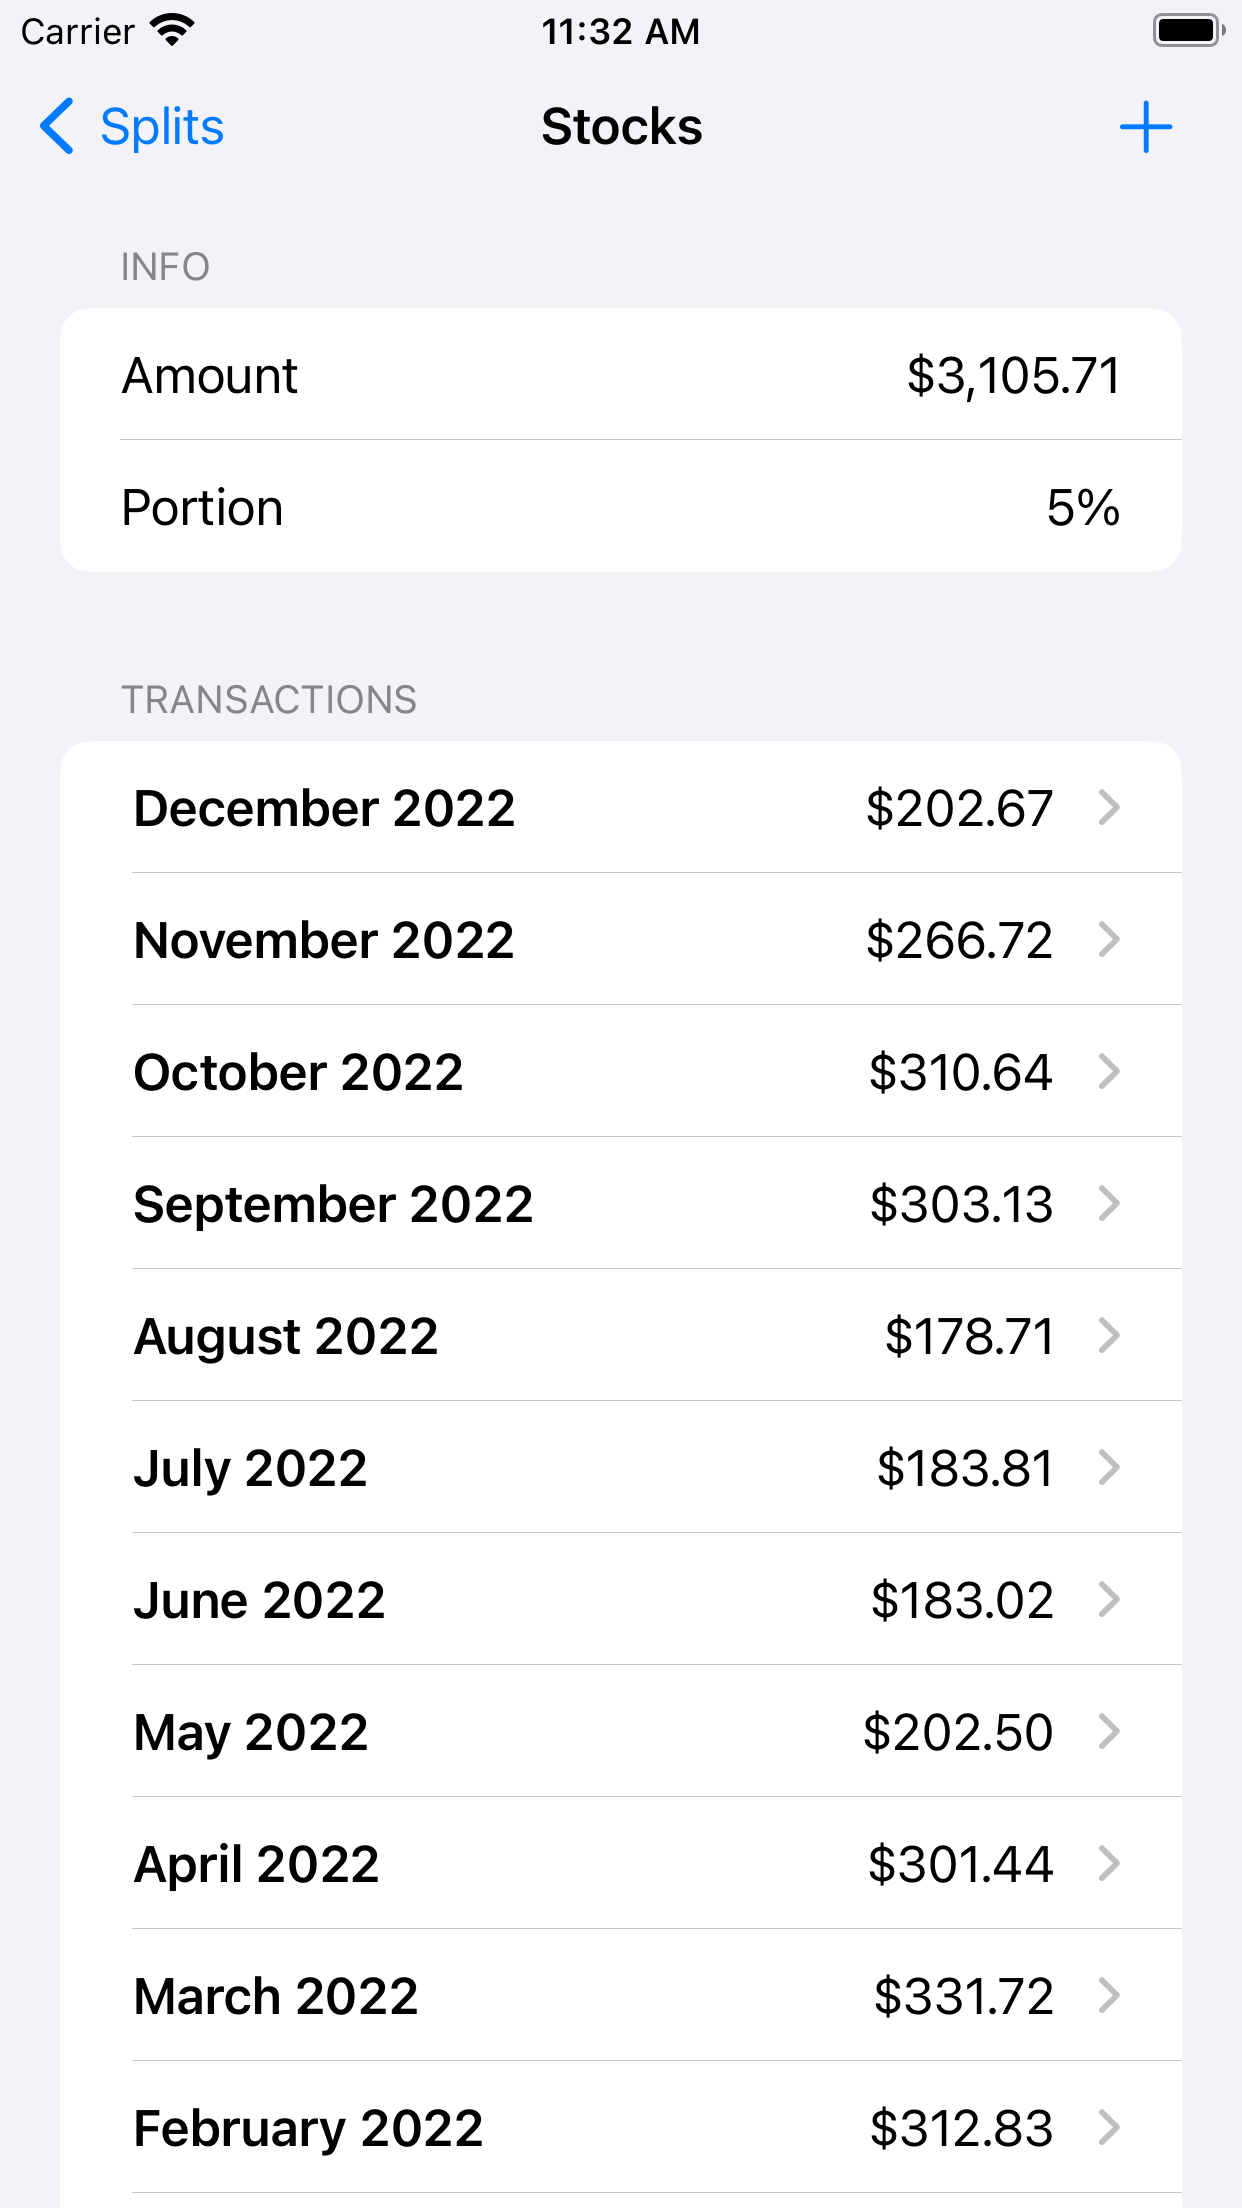 Carrier 11:32 AM
Splits Stocks
INFO
Amount $3,105.71
Portion 5%
TRANSACTIONS
December 2022 $202.67
November 2022 $266.72
October 2022 $310.64
September 2022 $303.13
August 2022 $178.71
July 2022 $183.81
June 2022 $183.02
May 2022 $202.50
April 2022 $301.44
March 2022 $331.72
February 2022 $312.83